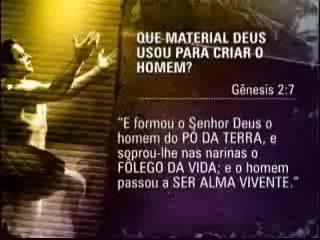 QUE MATERIAL DEUS
USOU PARA CRIAR O
HOMEM?
Gênesis 2:7
“E formou o Senhor Deus o
homem do PÓ DA TERRA, e
soprou-lhe nas narinas o
FÔLEGO DA VIDA; e o homem
passou a SER ALMA VIVENTE.”